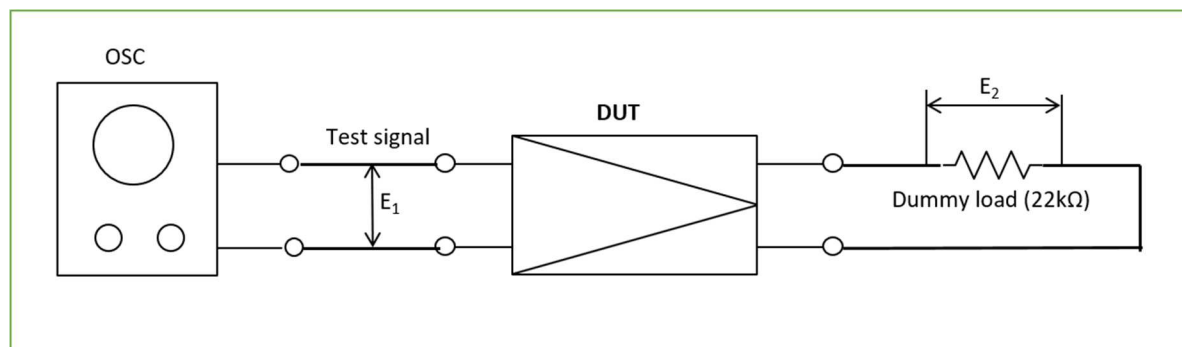 OSC
E₂
DUT
Test signal
E₁
Dummy load (22kΩ)